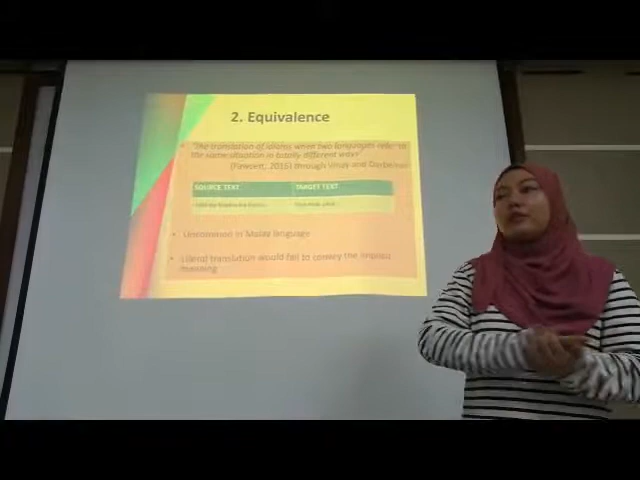 2. Equivalence
• "The translation of idioms when two languages refer to
the same situation in totally different ways"
(Fawcett, 2016) through Vinay and Darbelnet
SOURCE TEXT TARGET TEXT
• Uncommon in Malay language
• Literal translation would fail to convey the implicit
meaning